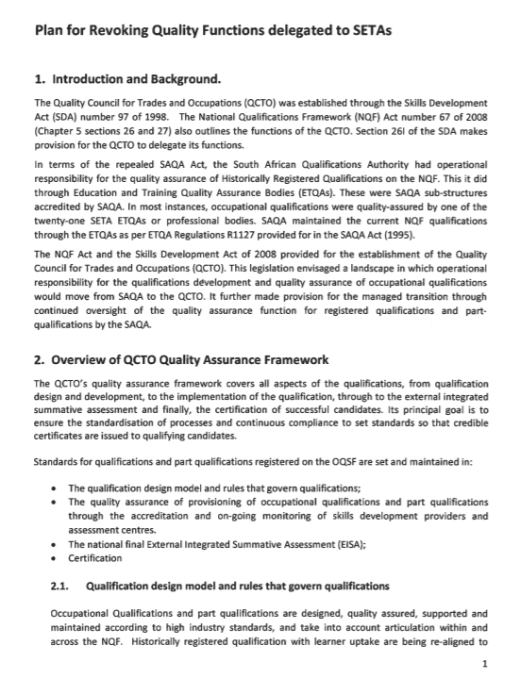 Plan for Revoking Quality Functions delegated to SETAs
1. Introduction and Background.
The Quality Council for Trades and Occupations (QCTO) was established through the Skills Development
Act (SDA) number 97 of 1998. The National Qualifications Framework (NQF) Act number 67 of 2008
(Chapter 5 sections 26 and 27) also outlines the functions of the QCTO. Section 26I of the SDA makes
provision for the QCTO to delegate its functions.
In terms of the repealed SAQA Act, the South African Qualifications Authority had operational
responsibility for the quality assurance of Historically Registered Qualifications on the NQF. This it did
through Education and Training Quality Assurance Bodies (ETQAs). These were SAQA sub-structures
accredited by SAQA. In most instances, occupational qualifications were quality-assured by one of the
twenty-one SETA ETQAs or professional bodies. SAQA maintained the current NQF qualifications
through the ETQAs as per ETQA Regulations R1127 provided for in the SAQA Act (1995).
The NQF Act and the Skills Development Act of 2008 provided for the establishment of the Quality
Council for Trades and Occupations (QCTO). This legislation envisaged a landscape in which operational
responsibility for the qualifications development and quality assurance of occupational qualifications
would move from SAQA to the QCTO. It further made provision for the managed transition through
continued oversight of the quality assurance function for registered qualifications and part-
qualifications by the SAQA.
2. Overview of QCTO Quality Assurance Framework
The QCTO's quality assurance framework covers all aspects of the qualifications, from qualification
design and development, to the implementation of the qualification, through to the external integrated
summative assessment and finally, the certification of successful candidates. Its principal goal is to
ensure the standardisation of processes and continuous compliance to set standards so that credible
certificates are issued to qualifying candidates.
Standards for qualifications and part qualifications registered on the OQSF are set and maintained in:
• The qualification design model and rules that govern qualifications;
• The quality assurance of provisioning of occupational qualifications and part qualifications
through the accreditation and on-going monitoring of skills development providers and
assessment centres.
• The national final External Integrated Summative Assessment (EISA);
• Certification
2.1. Qualification design model and rules that govern qualifications
Occupational Qualifications and part qualifications are designed, quality assured, supported and
maintained according to high industry standards, and take into account articulation within and
across the NQF. Historically registered qualification with learner uptake are being re-aligned to
1